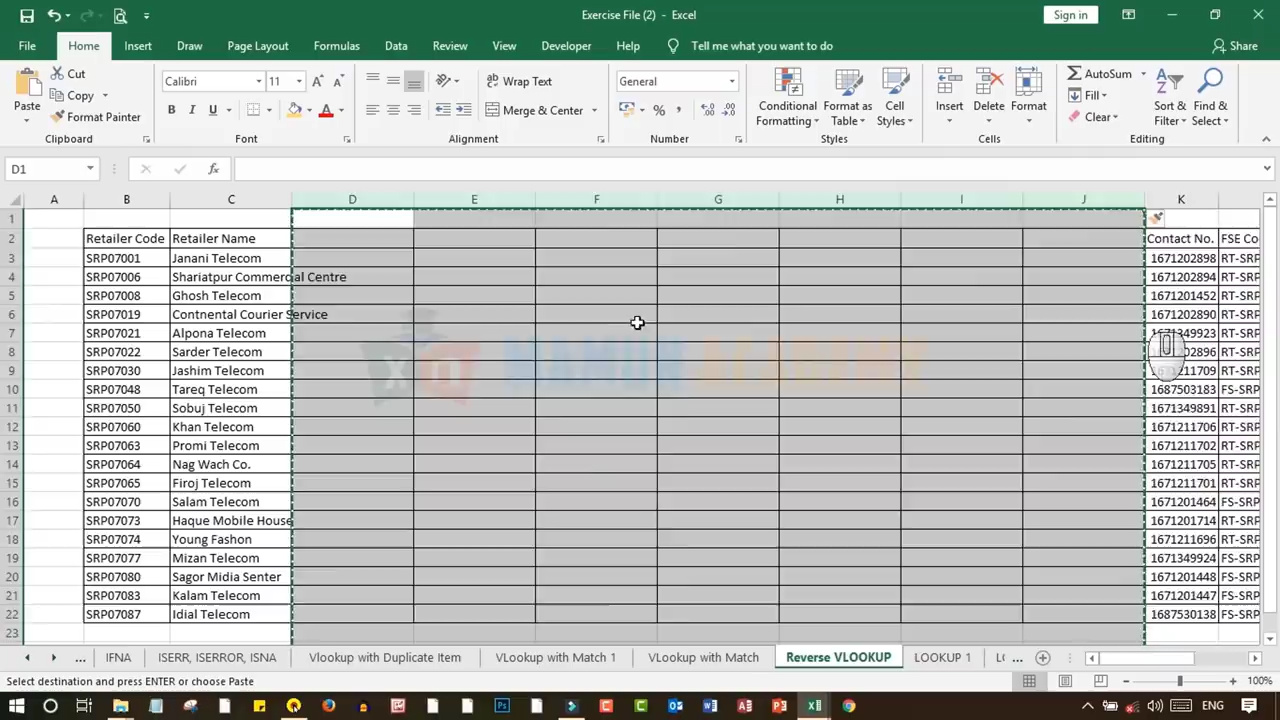 Exercise File (2) - Excel
Sign in
File Home Insert Draw Page Layout Formulas Data Review View Developer Help Tell me what you want to do Share
Paste Cut Copy Format Painter Clipboard
Calibri 11 B I U Font
Wrap Text Merge & Center Alignment
General Number
Conditional Formatting Format as Table Cell Styles Styles
Insert Delete Format Cells
AutoSum Fill Clear Sort & Filter Find & Select Editing
D1 fx
A B C D E F G H I J K
1
2 Retailer Code Retailer Name Contact No. FSE Co
3 SRP07001 Janani Telecom 1671202898 RT-SRP
4 SRP07006 Shariatpur Commercial Centre 1671202894 RT-SRP
5 SRP07008 Ghosh Telecom 1671201452 RT-SRP
6 SRP07019 Contnental Courier Service 1671202890 RT-SRP
7 SRP07021 Alpona Telecom 1671349923 RT-SRP
8 SRP07022 Sarder Telecom 02896 RT-SRP
9 SRP07030 Jashim Telecom 11709 RT-SRP
10 SRP07048 Tareq Telecom 1687503183 FS-SRP
11 SRP07050 Sobuj Telecom 1671349891 RT-SRP
12 SRP07060 Khan Telecom 1671211706 RT-SRP
13 SRP07063 Promi Telecom 1671211702 RT-SRP
14 SRP07064 Nag Wach Co. 1671211705 RT-SRP
15 SRP07065 Firoj Telecom 1671211701 RT-SRP
16 SRP07070 Salam Telecom 1671201464 FS-SRP
17 SRP07073 Haque Mobile House 1671201714 RT-SRP
18 SRP07074 Young Fashon 1671211696 RT-SRP
19 SRP07077 Mizan Telecom 1671349924 FS-SRP
20 SRP07080 Sagor Midia Senter 1671201448 FS-SRP
21 SRP07083 Kalam Telecom 1671201447 FS-SRP
22 SRP07087 Idial Telecom 1687530138 FS-SRP
23
MAMUN ACADEMY
... IFNA ISERR, ISERROR, ISNA Vlookup with Duplicate Item VLookup with Match 1 VLookup with Match Reverse VLOOKUP LOOKUP 1 LC ...
Select destination and press ENTER or choose Paste 100%
ENG